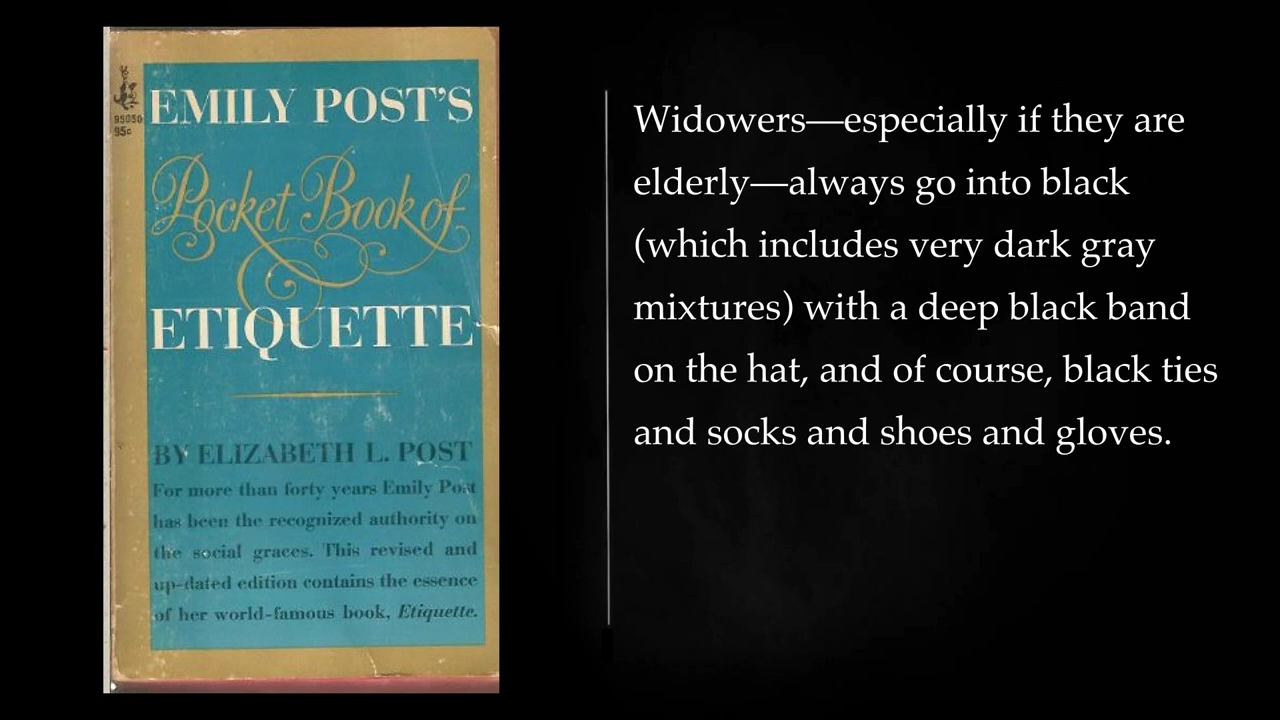 95050
95c
EMILY POST'S
Pocket Book of
ETIQUETTE
BY ELIZABETH L. POST
For more than forty years Emily Post
has been the recognized authority on
the social graces. This revised and
up-dated edition contains the essence
of her world-famous book, Etiquette.
Widowers—especially if they are
elderly—always go into black
(which includes very dark gray
mixtures) with a deep black band
on the hat, and of course, black ties
and socks and shoes and gloves.